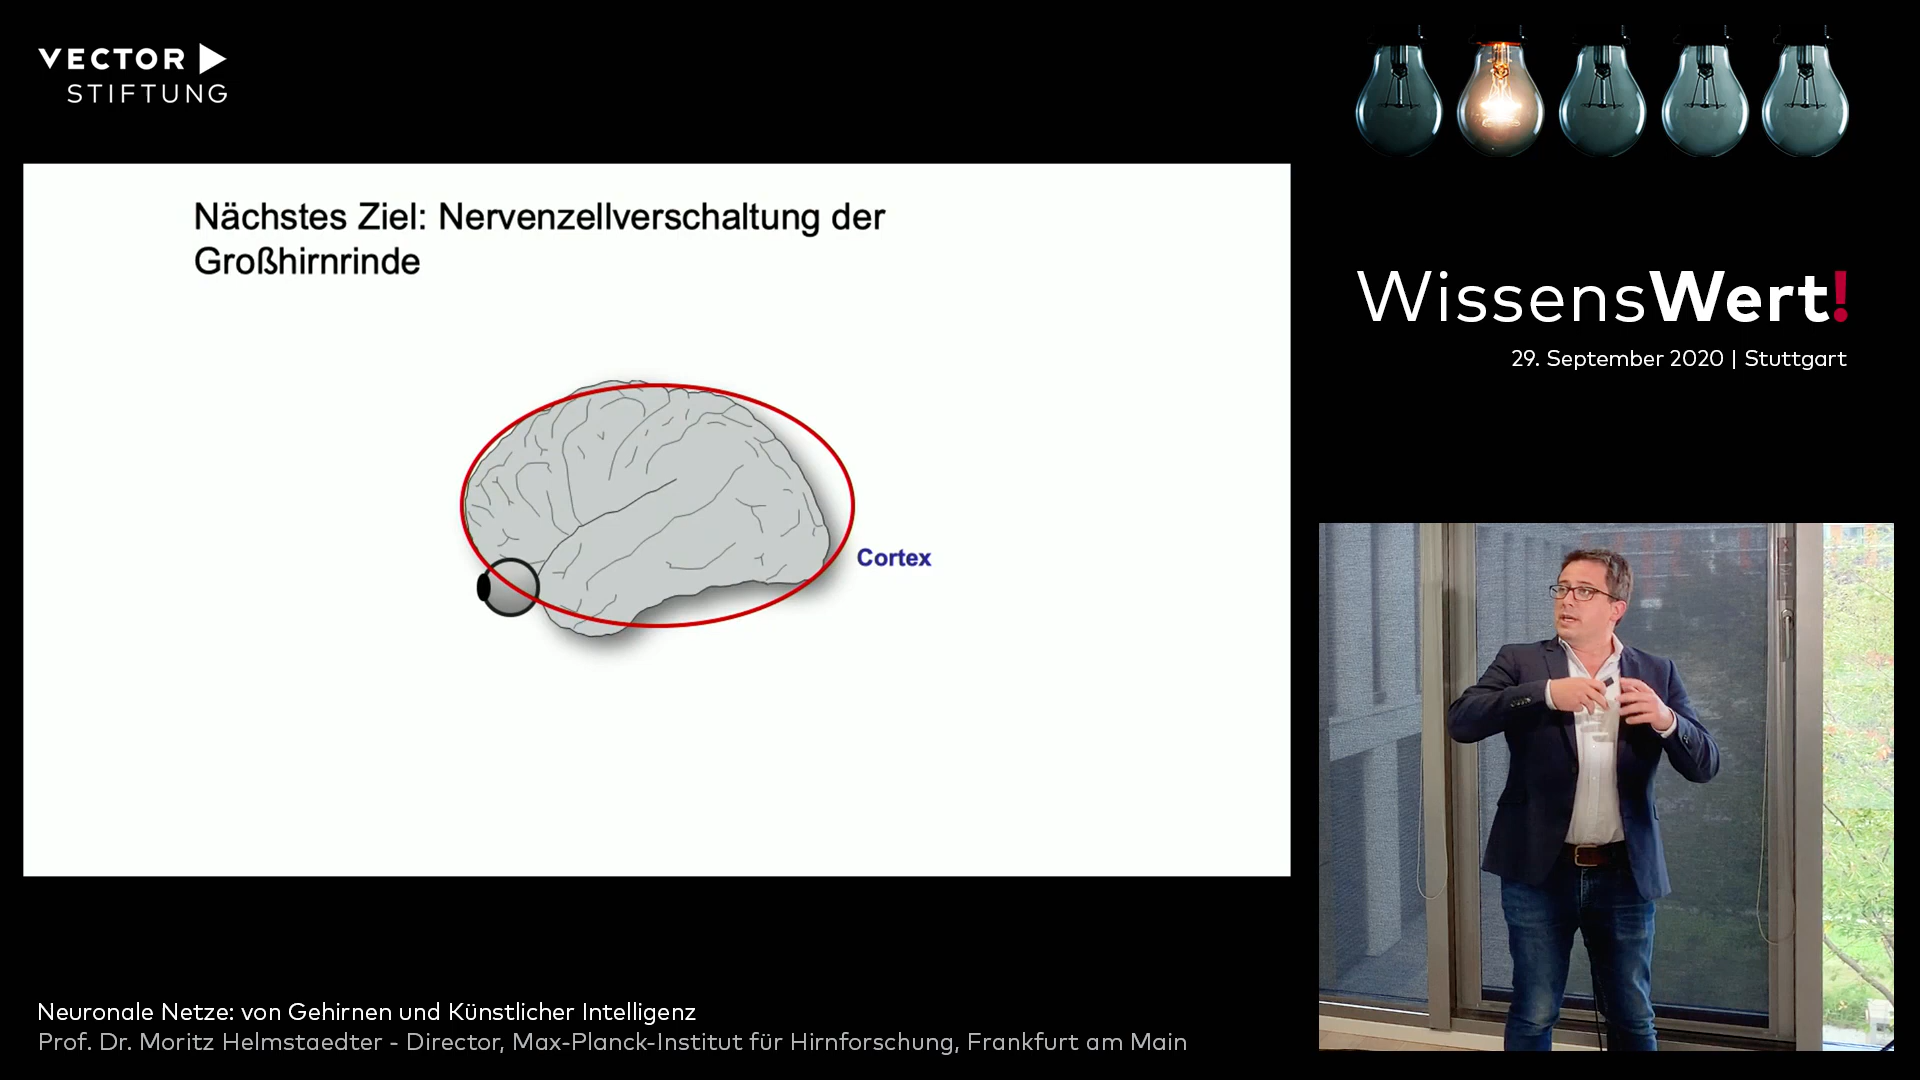 VECTOR
STIFTUNG
Nächstes Ziel: Nervenzellverschaltung der
Großhirnrinde
Cortex
WissensWert!
29. September 2020 | Stuttgart
Neuronale Netze: von Gehirnen und Künstlicher Intelligenz
Prof. Dr. Moritz Helmstaedter - Director, Max-Planck-Institut für Hirnforschung, Frankfurt am Main